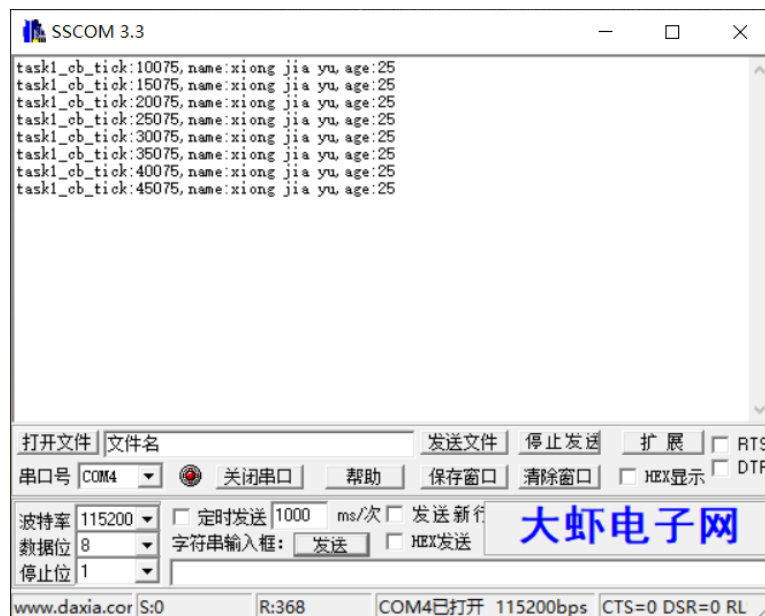 SSCOM 3.3
task1_cb_tick:10075,name:xiong jia yu,age:25
task1_cb_tick:15075,name:xiong jia yu,age:25
task1_cb_tick:20075,name:xiong jia yu,age:25
task1_cb_tick:25075,name:xiong jia yu,age:25
task1_cb_tick:30075,name:xiong jia yu,age:25
task1_cb_tick:35075,name:xiong jia yu,age:25
task1_cb_tick:40075,name:xiong jia yu,age:25
task1_cb_tick:45075,name:xiong jia yu,age:25
打开文件 文件名 发送文件 停止发送 扩展 RTS
串口号 COM4 关闭串口 帮助 保存窗口 清除窗口 HEX显示 DTR
波特率 115200 定时发送 1000 ms/次 发送新行 大虾电子网
数据位 8 字符串输入框: 发送 HEX发送
停止位 1
www.daxia.cor S:0 R:368 COM4已打开 115200bps CTS=0 DSR=0 RL